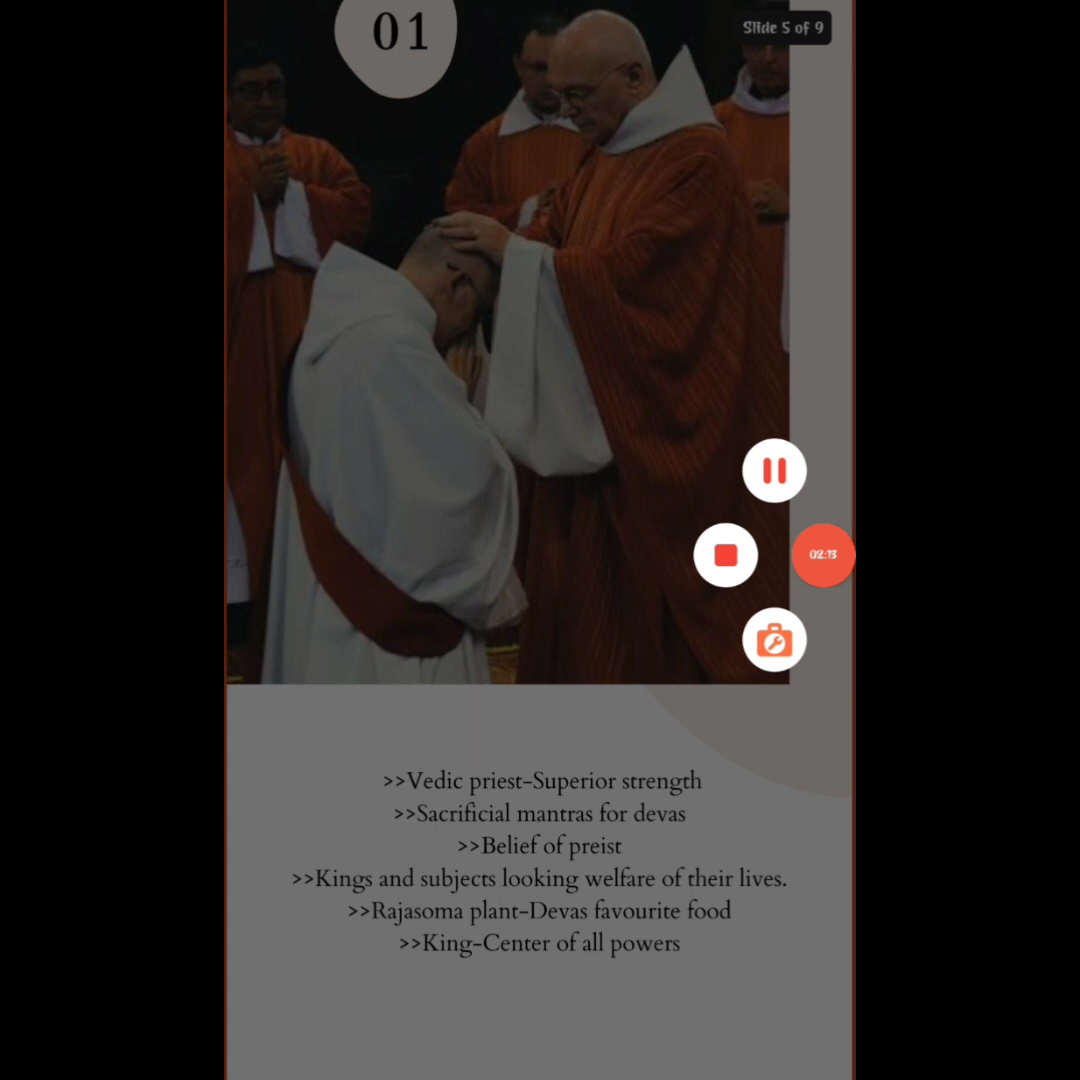 01
Slide 5 of 9
02:13
>>Vedic priest-Superior strength
>>Sacrificial mantras for devas
>>Belief of preist
>>Kings and subjects looking welfare of their lives.
>>Rajasoma plant-Devas favourite food
>>King-Center of all powers